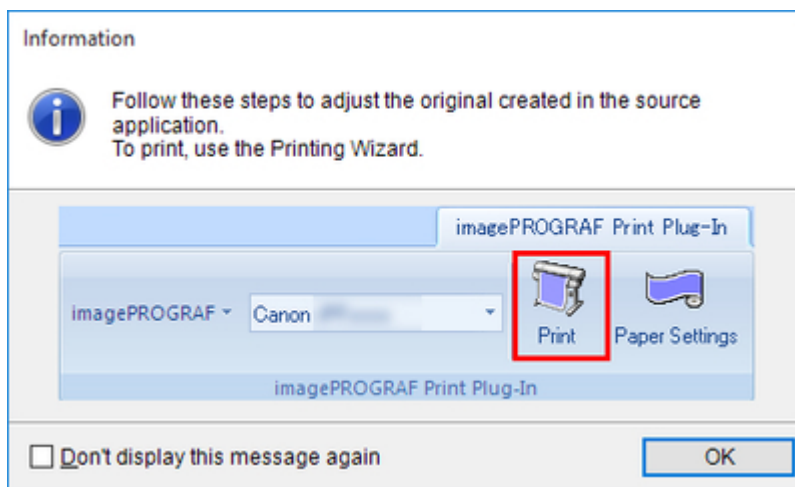 Information
Follow these steps to adjust the original created in the source
application.
To print, use the Printing Wizard.
imagePROGRAF Print Plug-In
imagePROGRAF
Canon
Print
Paper Settings
imagePROGRAF Print Plug-In
Don't display this message again
OK